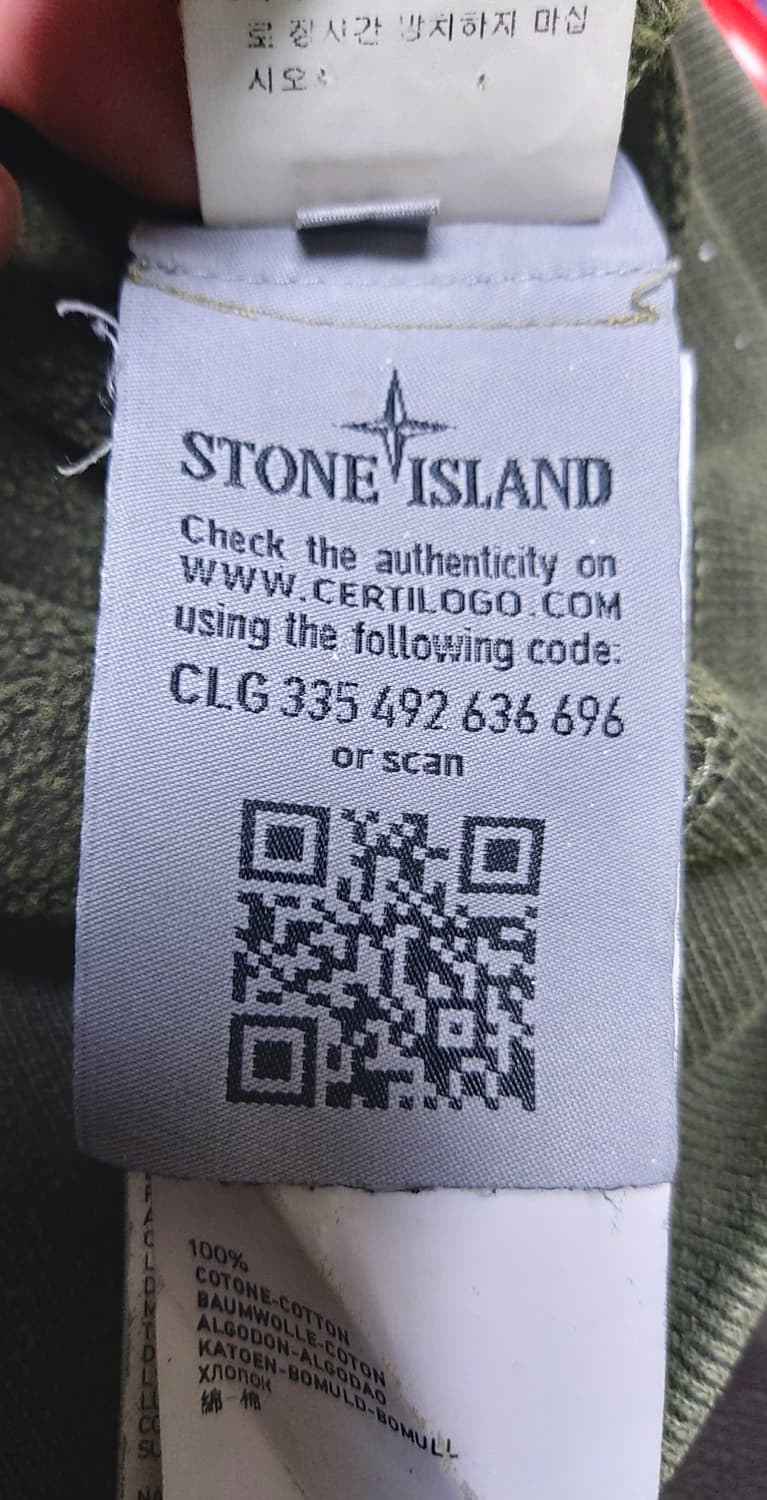 로 장시간 방치하지 마십
시오.
STONE ISLAND
Check the authenticity on
WWW.CERTILOGO.COM
using the following code:
CLG 335 492 636 696
or scan
100%
COTONE-COTTON
BAUMWOLLE-COTON
ALGODON-ALGODAO
KATOEN-BOMULD-BOMULL
ХЛОПОК
綿-棉